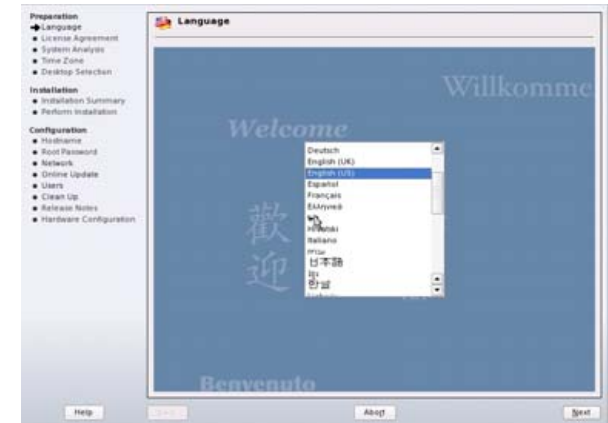 Preparation
Language
License Agreement
System Analysis
Time Zone
Desktop Selection
Installation
Installation Summary
Perform Installation
Configuration
Hostname
Root Password
Network
Online Update
Users
Clean Up
Release Notes
Hardware Configuration
Language
Willkomme
Welcome
歡
迎
Benvenuto
Deutsch
English (UK)
English (US)
Español
Français
Ελληνικά
Hrvatski
Italiano
日本語
한글
Help
Abort
Next